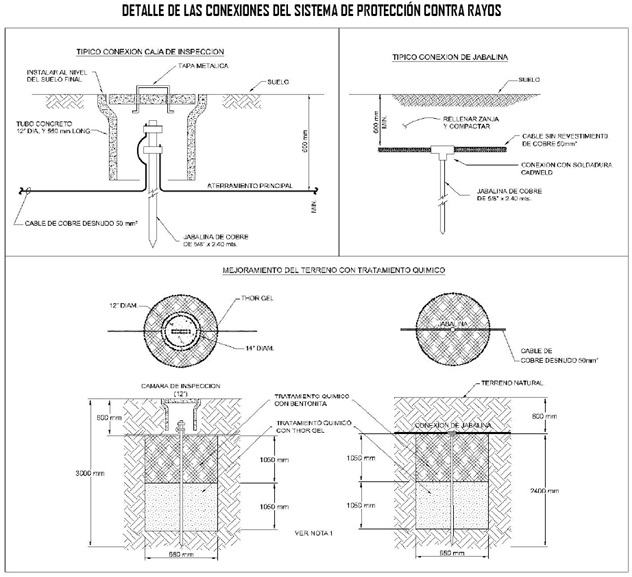 DETALLE DE LAS CONEXIONES DEL SISTEMA DE PROTECCIÓN CONTRA RAYOS
TIPICO CONEXION CAJA DE INSPECCION
TAPA METALICA
INSTALAR AL NIVEL
DEL SUELO FINAL
SUELO
TUBO CONCRETO
12" DIA. Y 560 mm LONG
600 mm
ATERRAMIENTO PRINCIPAL
MIN.
CABLE DE COBRE DESNUDO 50 mm²
JABALINA DE COBRE
DE 5/8" x 2.40 mts.
TIPICO CONEXION DE JABALINA
SUELO
600 mm
MIN.
RELLENAR ZANJA
Y COMPACTAR
CABLE SIN REVESTIMIENTO
DE COBRE 50mm²
CONEXION CON SOLDADURA
CADWELD
JABALINA DE COBRE
DE 5/8" x 2.40 mts.
MEJORAMIENTO DEL TERRENO CON TRATAMIENTO QUIMICO
12" DIAM.
THOR GEL
14" DIAM.
JABALINA
CABLE DE
COBRE DESNUDO 50mm²
CAMARA DE INSPECCION
(12")
TERRENO NATURAL
TRATAMIENTO QUIMICO
CON BENTONITA
600 mm
600 mm
TRATAMIENTO QUIMICO
CON THOR GEL
CONEXION DE JABALINA
3000 mm
1050 mm
1050 mm
2400 mm
1050 mm
1050 mm
VER NOTA 1
660 mm
660 mm